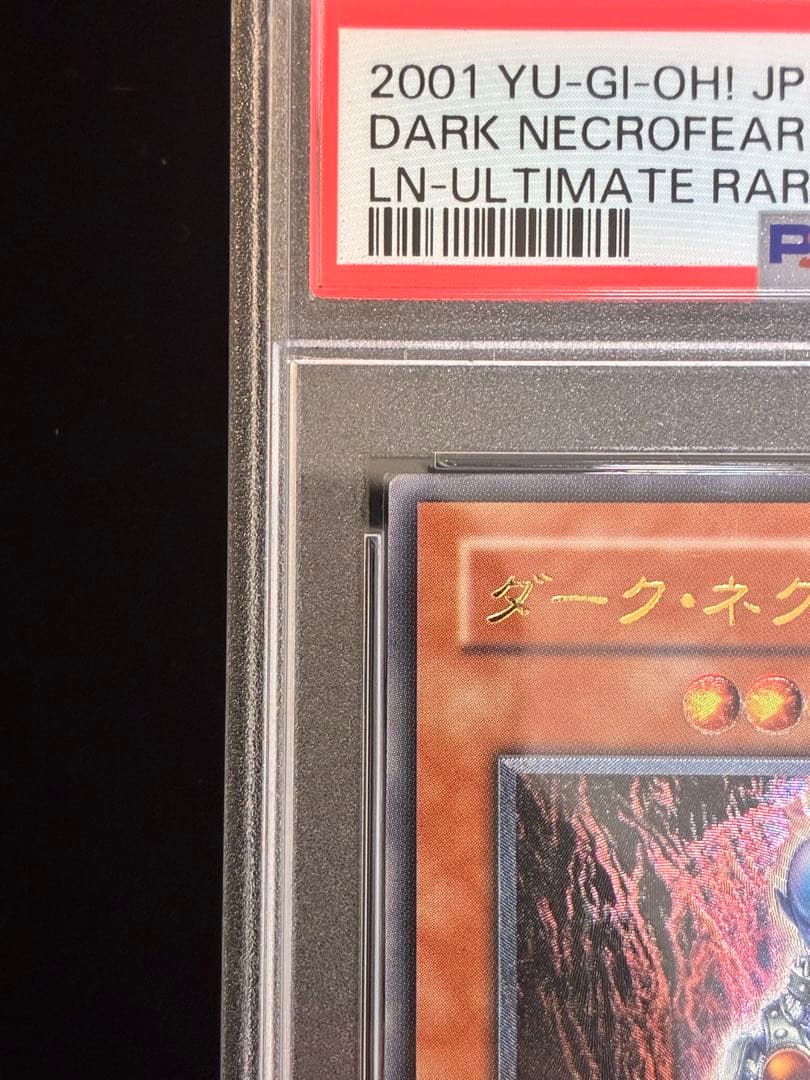 2001 YU-GI-OH! JP
DARK NECROFEAR
LN-ULTIMATE RAR
P
ダーク・ネク